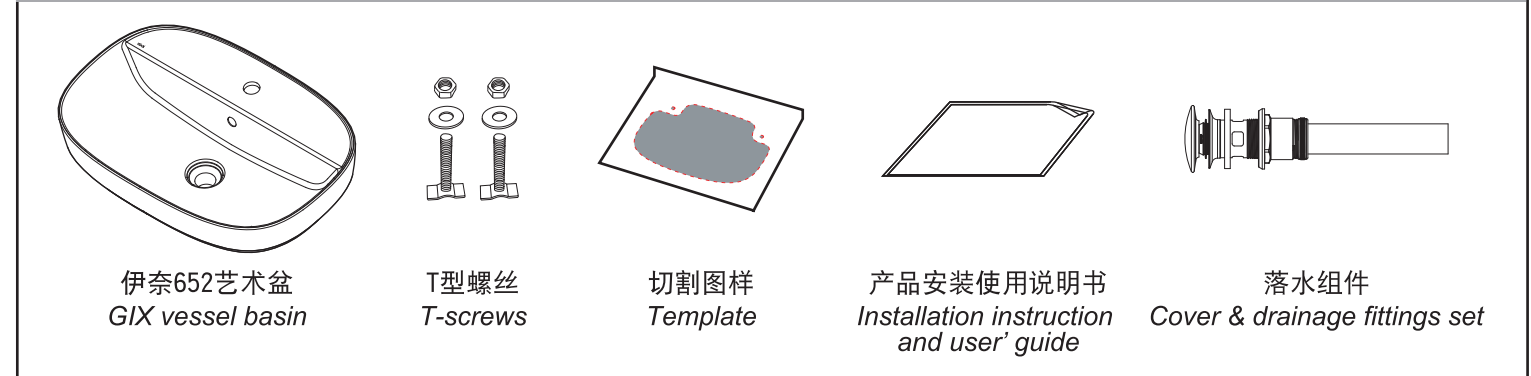 伊奈652艺术盆
GIX vessel basin
T型螺丝
T-screws
切割图样
Template
产品安装使用说明书
Installation instruction
and user’ guide
落水组件
Cover & drainage fittings set